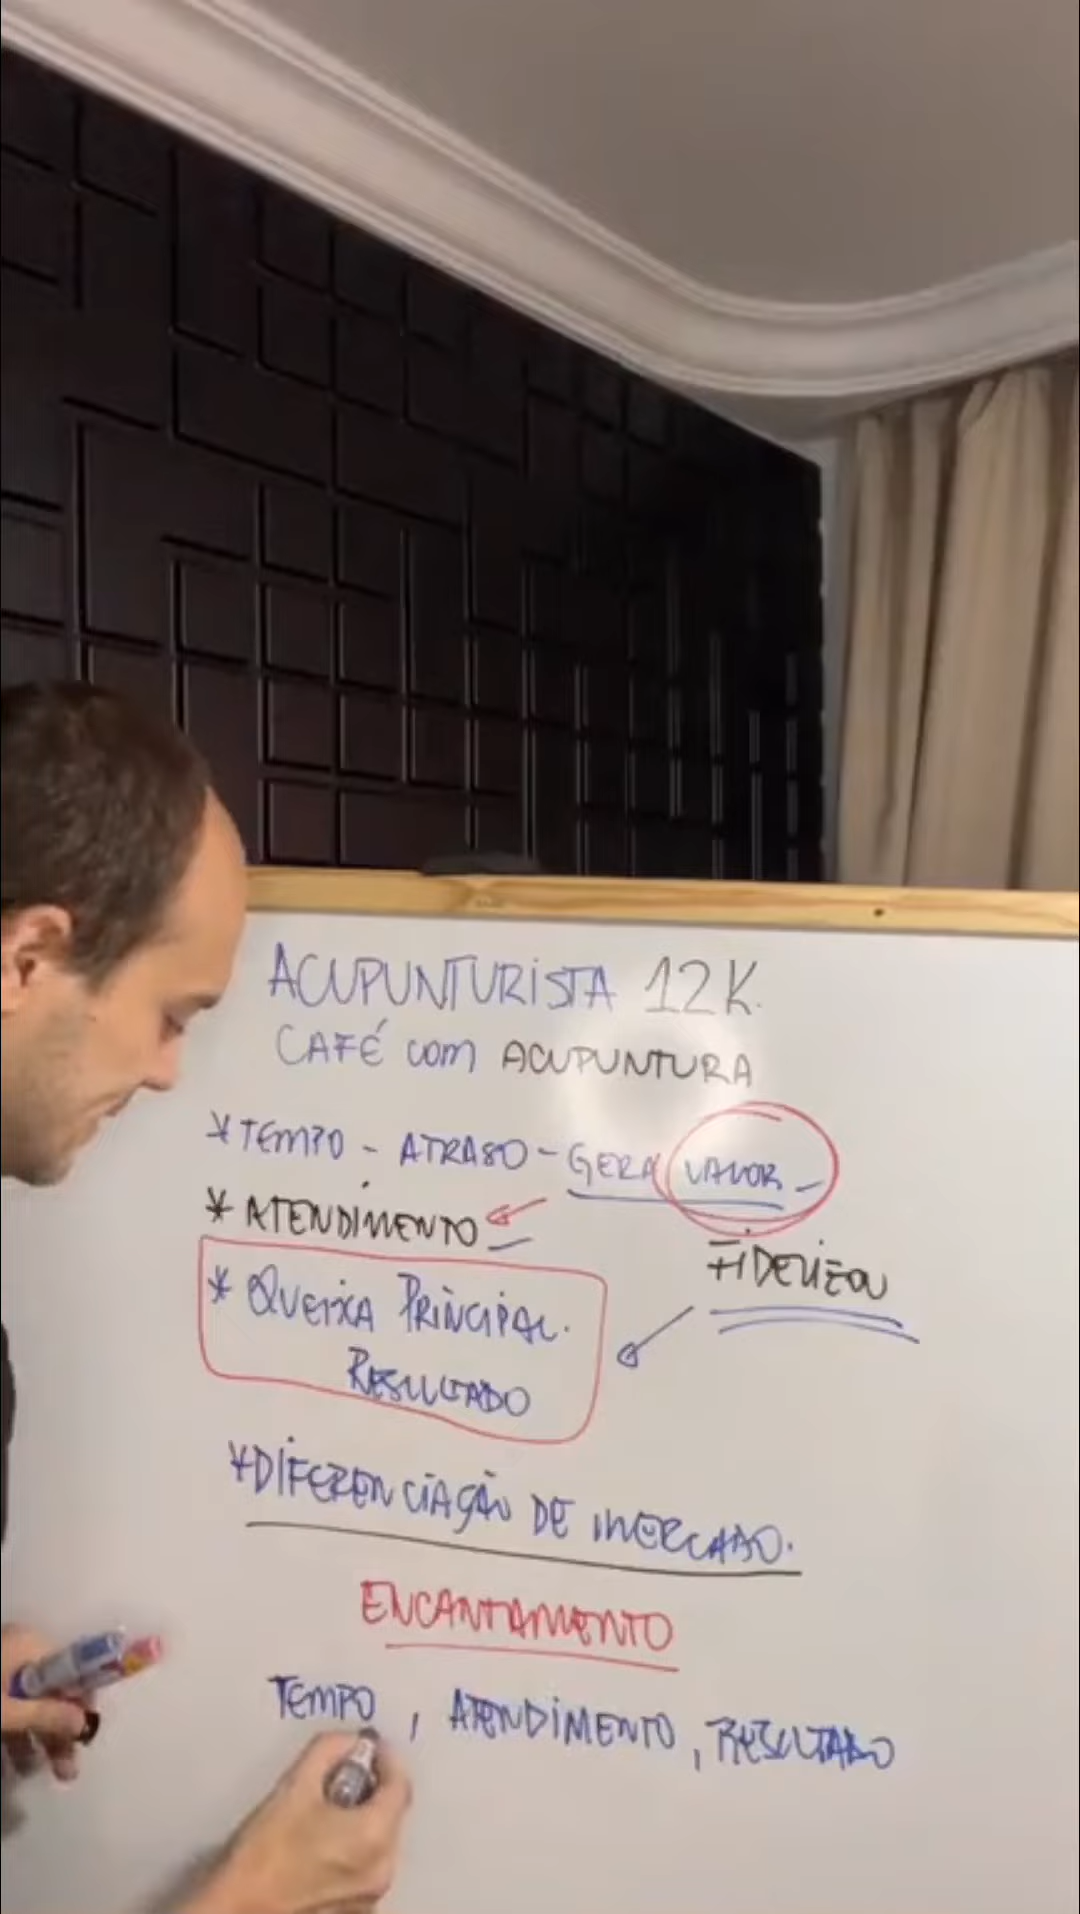 ACUPUNTURISTA 12K.
CAFÉ com ACUPUNTURA
* TEMPO - ATRASO - GERA VALOR -
* ATENDIMENTO
FIDELIZOU
* QUEIXA PRINCIPAL.
RESULTADO
* DIFERENCIAÇÃO DE MERCADO.
ENCANTAMENTO
TEMPO, ATENDIMENTO, RESULTADO